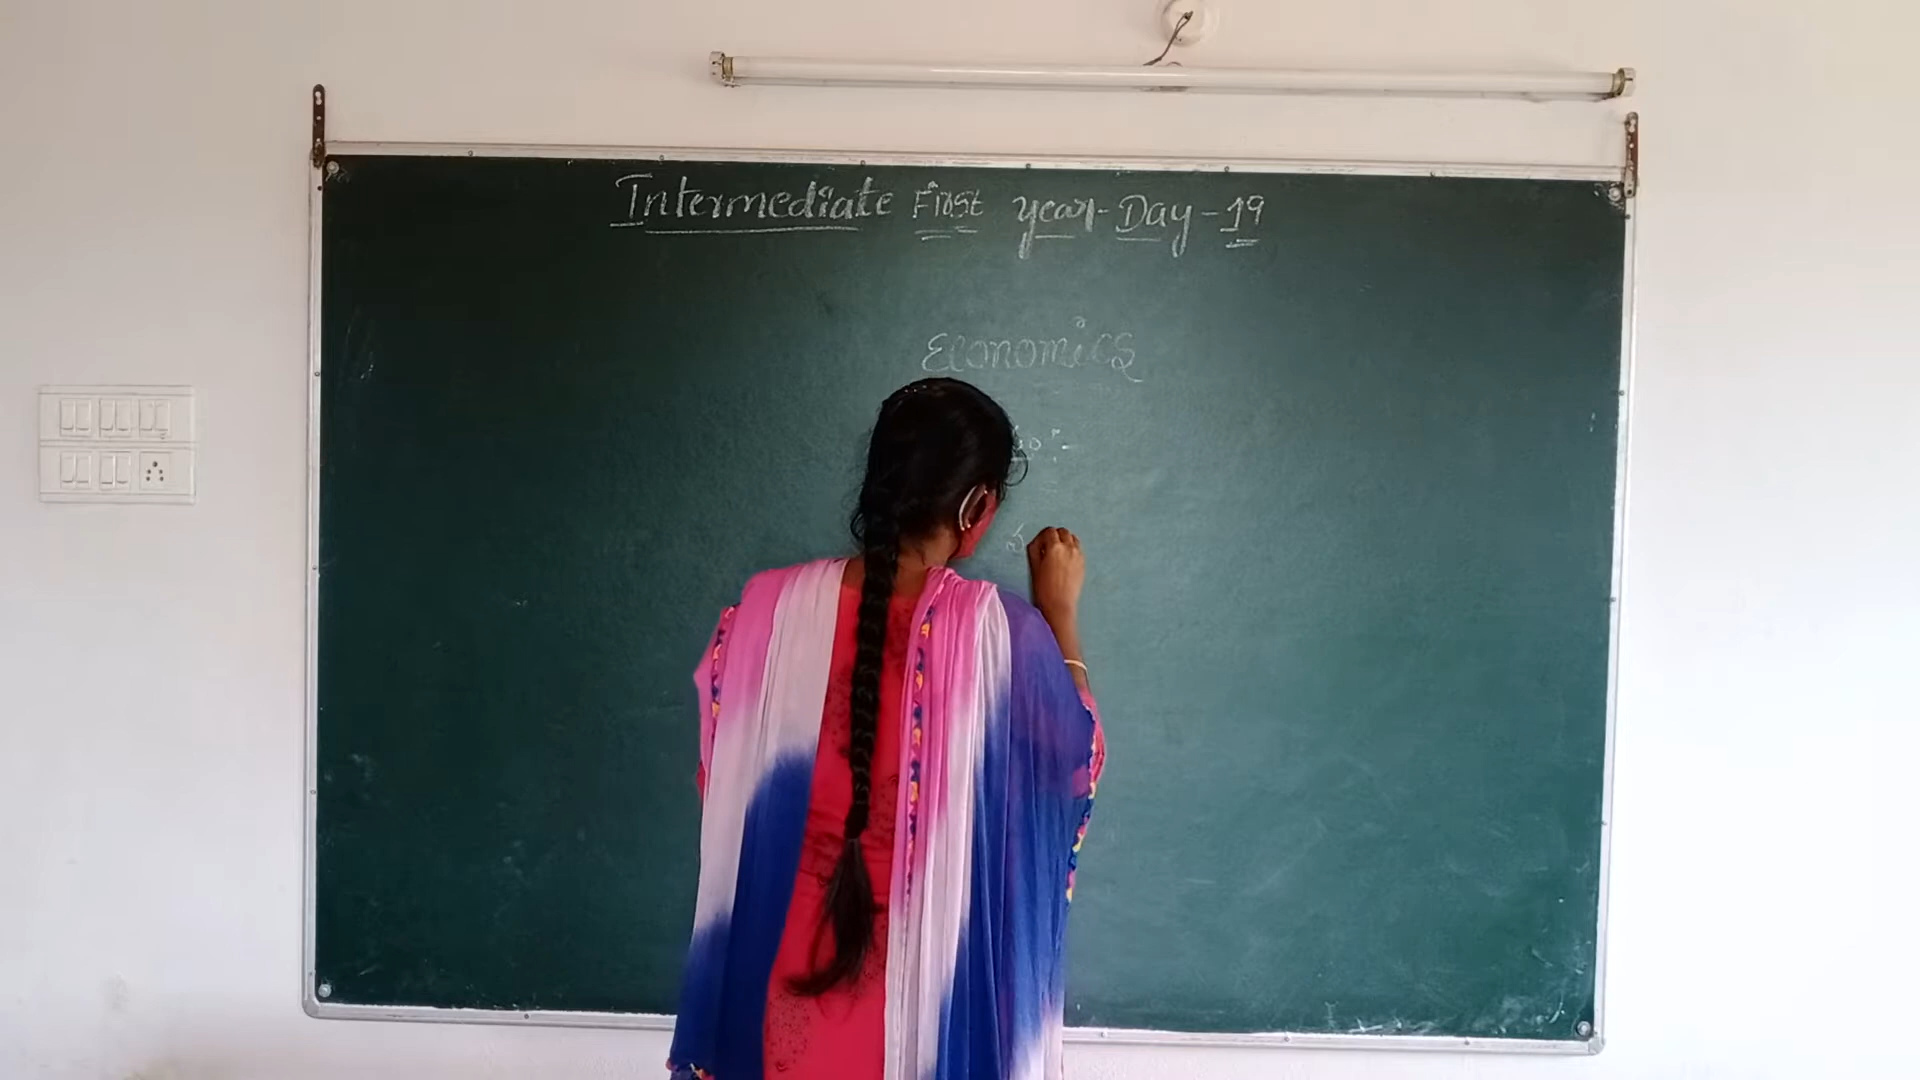 Intermediate First year - Day - 19
Economics